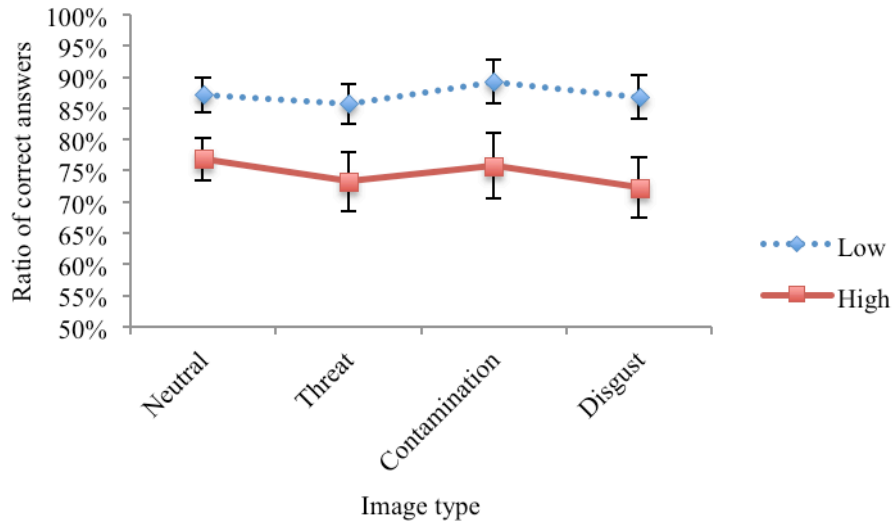 100%
95%
90%
85%
80%
75%
70%
65%
60%
55%
50%
Ratio of correct answers
Neutral
Threat
Contamination
Disgust
Image type
Low
High